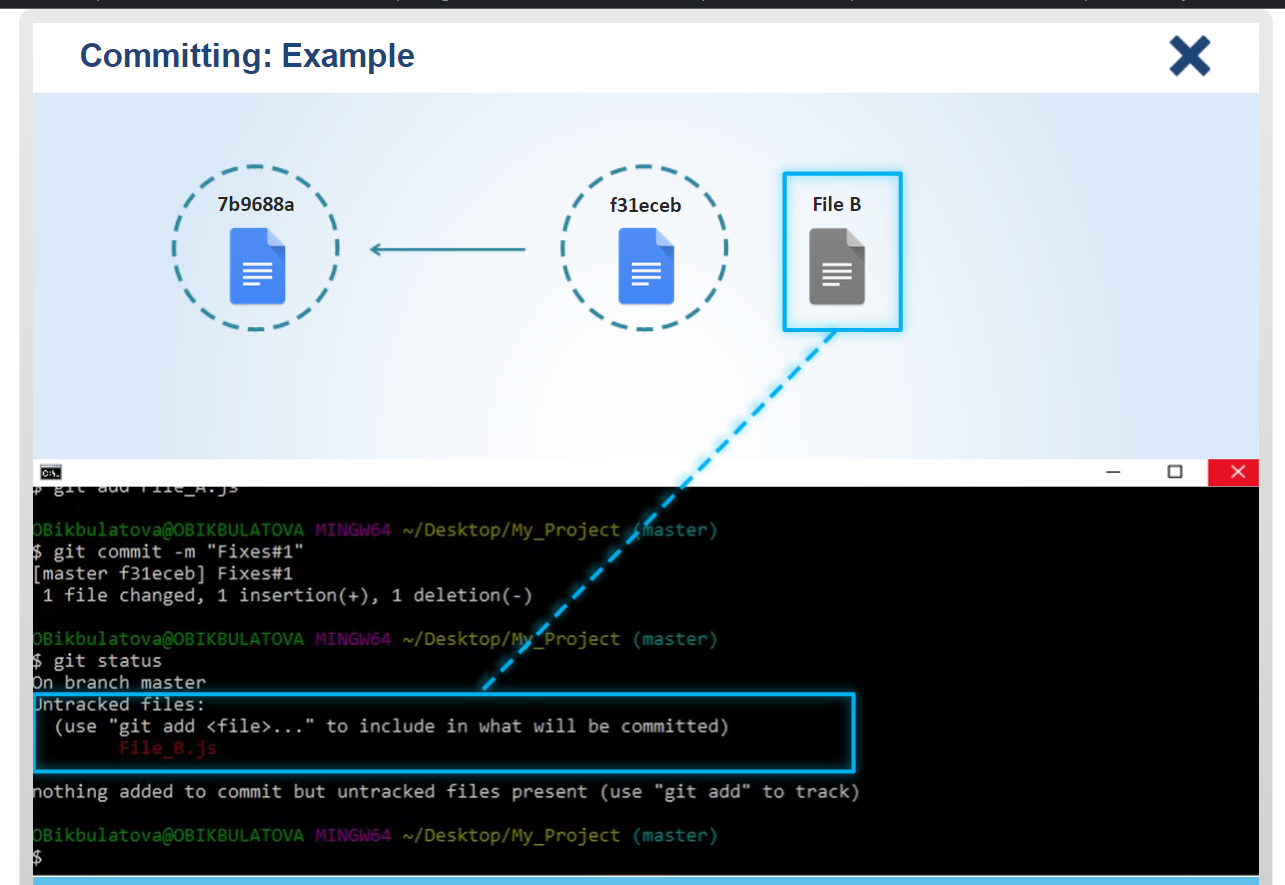 Committing: Example
7b9688a
f31eceb
File B
C:\_
$ git add File_A.js
OBikbulatova@OBIKBULATOVA MINGW64 ~/Desktop/My_Project (master)
$ git commit -m "Fixes#1"
[master f31eceb] Fixes#1
1 file changed, 1 insertion(+), 1 deletion(-)
OBikbulatova@OBIKBULATOVA MINGW64 ~/Desktop/My_Project (master)
$ git status
On branch master
Untracked files:
(use "git add <file>..." to include in what will be committed)
File_B.js
nothing added to commit but untracked files present (use "git add" to track)
OBikbulatova@OBIKBULATOVA MINGW64 ~/Desktop/My_Project (master)
$